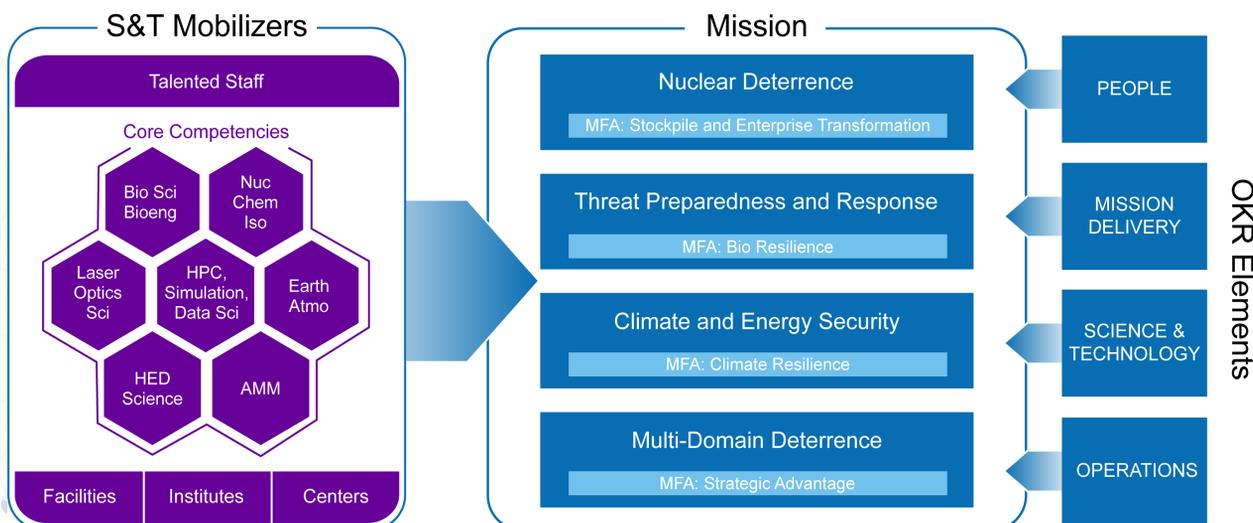 S&T Mobilizers
Talented Staff
Core Competencies
Bio Sci
Bioeng
Nuc
Chem
Iso
Laser
Optics
Sci
HPC,
Simulation,
Data Sci
Earth
Atmo
HED
Science
AMM
Facilities
Institutes
Centers
Mission
Nuclear Deterrence
MFA: Stockpile and Enterprise Transformation
Threat Preparedness and Response
MFA: Bio Resilience
Climate and Energy Security
MFA: Climate Resilience
Multi-Domain Deterrence
MFA: Strategic Advantage
PEOPLE
MISSION
DELIVERY
SCIENCE &
TECHNOLOGY
OPERATIONS
OKR Elements